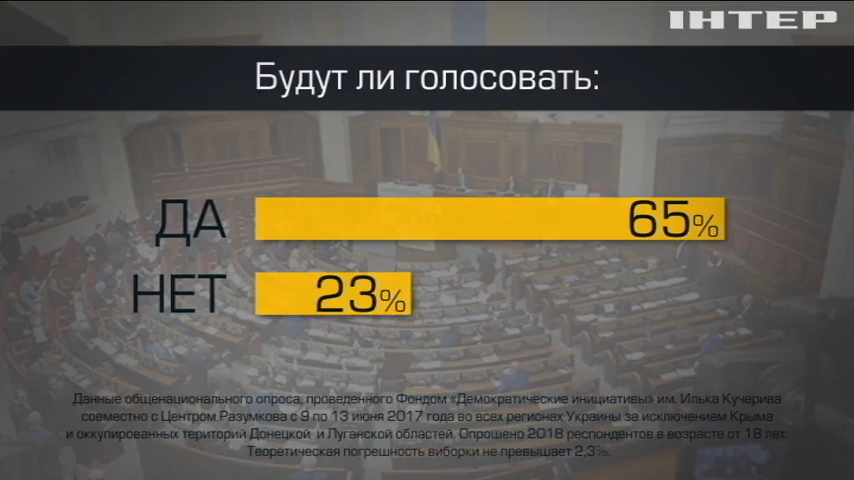 ІНТЕР
Будут ли голосовать:
ДА 65%
НЕТ 23%
Данные общенационального опроса, проведенного Фондом «Демократические инициативы» им. Илька Кучерива
совместно с Центром Разумкова с 9 по 13 июня 2017 года во всех регионах Украины за исключением Крыма
и оккупированных територий Донецкой и Луганской областей. Опрошено 2018 респондентов в возрасте от 18 лет.
Теоретическая погрешность виборки не превышает 2,3%.